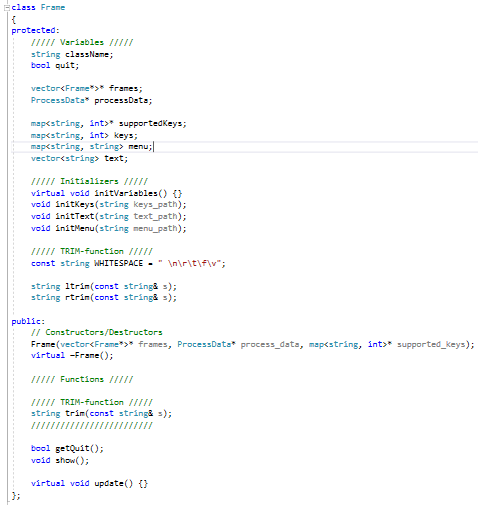 class Frame
{
protected:
    ///// Variables /////
    string className;
    bool quit;

    vector<Frame*>* frames;
    ProcessData* processData;

    map<string, int>* supportedKeys;
    map<string, int> keys;
    map<string, string> menu;
    vector<string> text;

    ///// Initializers /////
    virtual void initVariables() {}
    void initKeys(string keys_path);
    void initText(string text_path);
    void initMenu(string menu_path);

    ///// TRIM-function /////
    const string WHITESPACE = " \n\r\t\f\v";

    string ltrim(const string& s);
    string rtrim(const string& s);

public:
    // Constructors/Destructors
    Frame(vector<Frame*>* frames, ProcessData* process_data, map<string, int>* supported_keys);
    virtual ~Frame();

    ///// Functions /////

    ///// TRIM-function /////
    string trim(const string& s);
    /////////////////////////

    bool getQuit();
    void show();

    virtual void update() {}
};